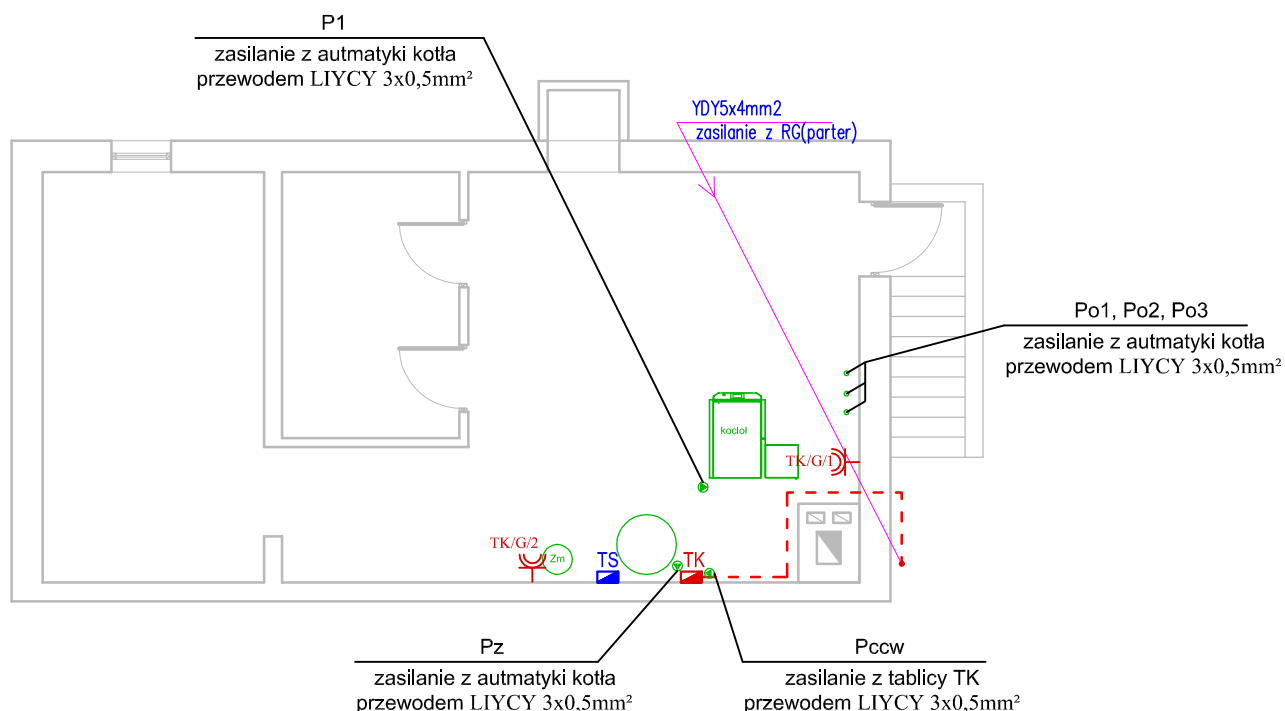 P1
zasilanie z autmatyki kotła
przewodem LIYCY 3x0,5mm²
YDY5x4mm2
zasilanie z RG(parter)
Po1, Po2, Po3
zasilanie z autmatyki kotła
przewodem LIYCY 3x0,5mm²
kocioł
TK/G/1
TK/G/2
Zm
TS
TK
Pz
zasilanie z autmatyki kotła
przewodem LIYCY 3x0,5mm²
Pccw
zasilanie z tablicy TK
przewodem LIYCY 3x0,5mm²